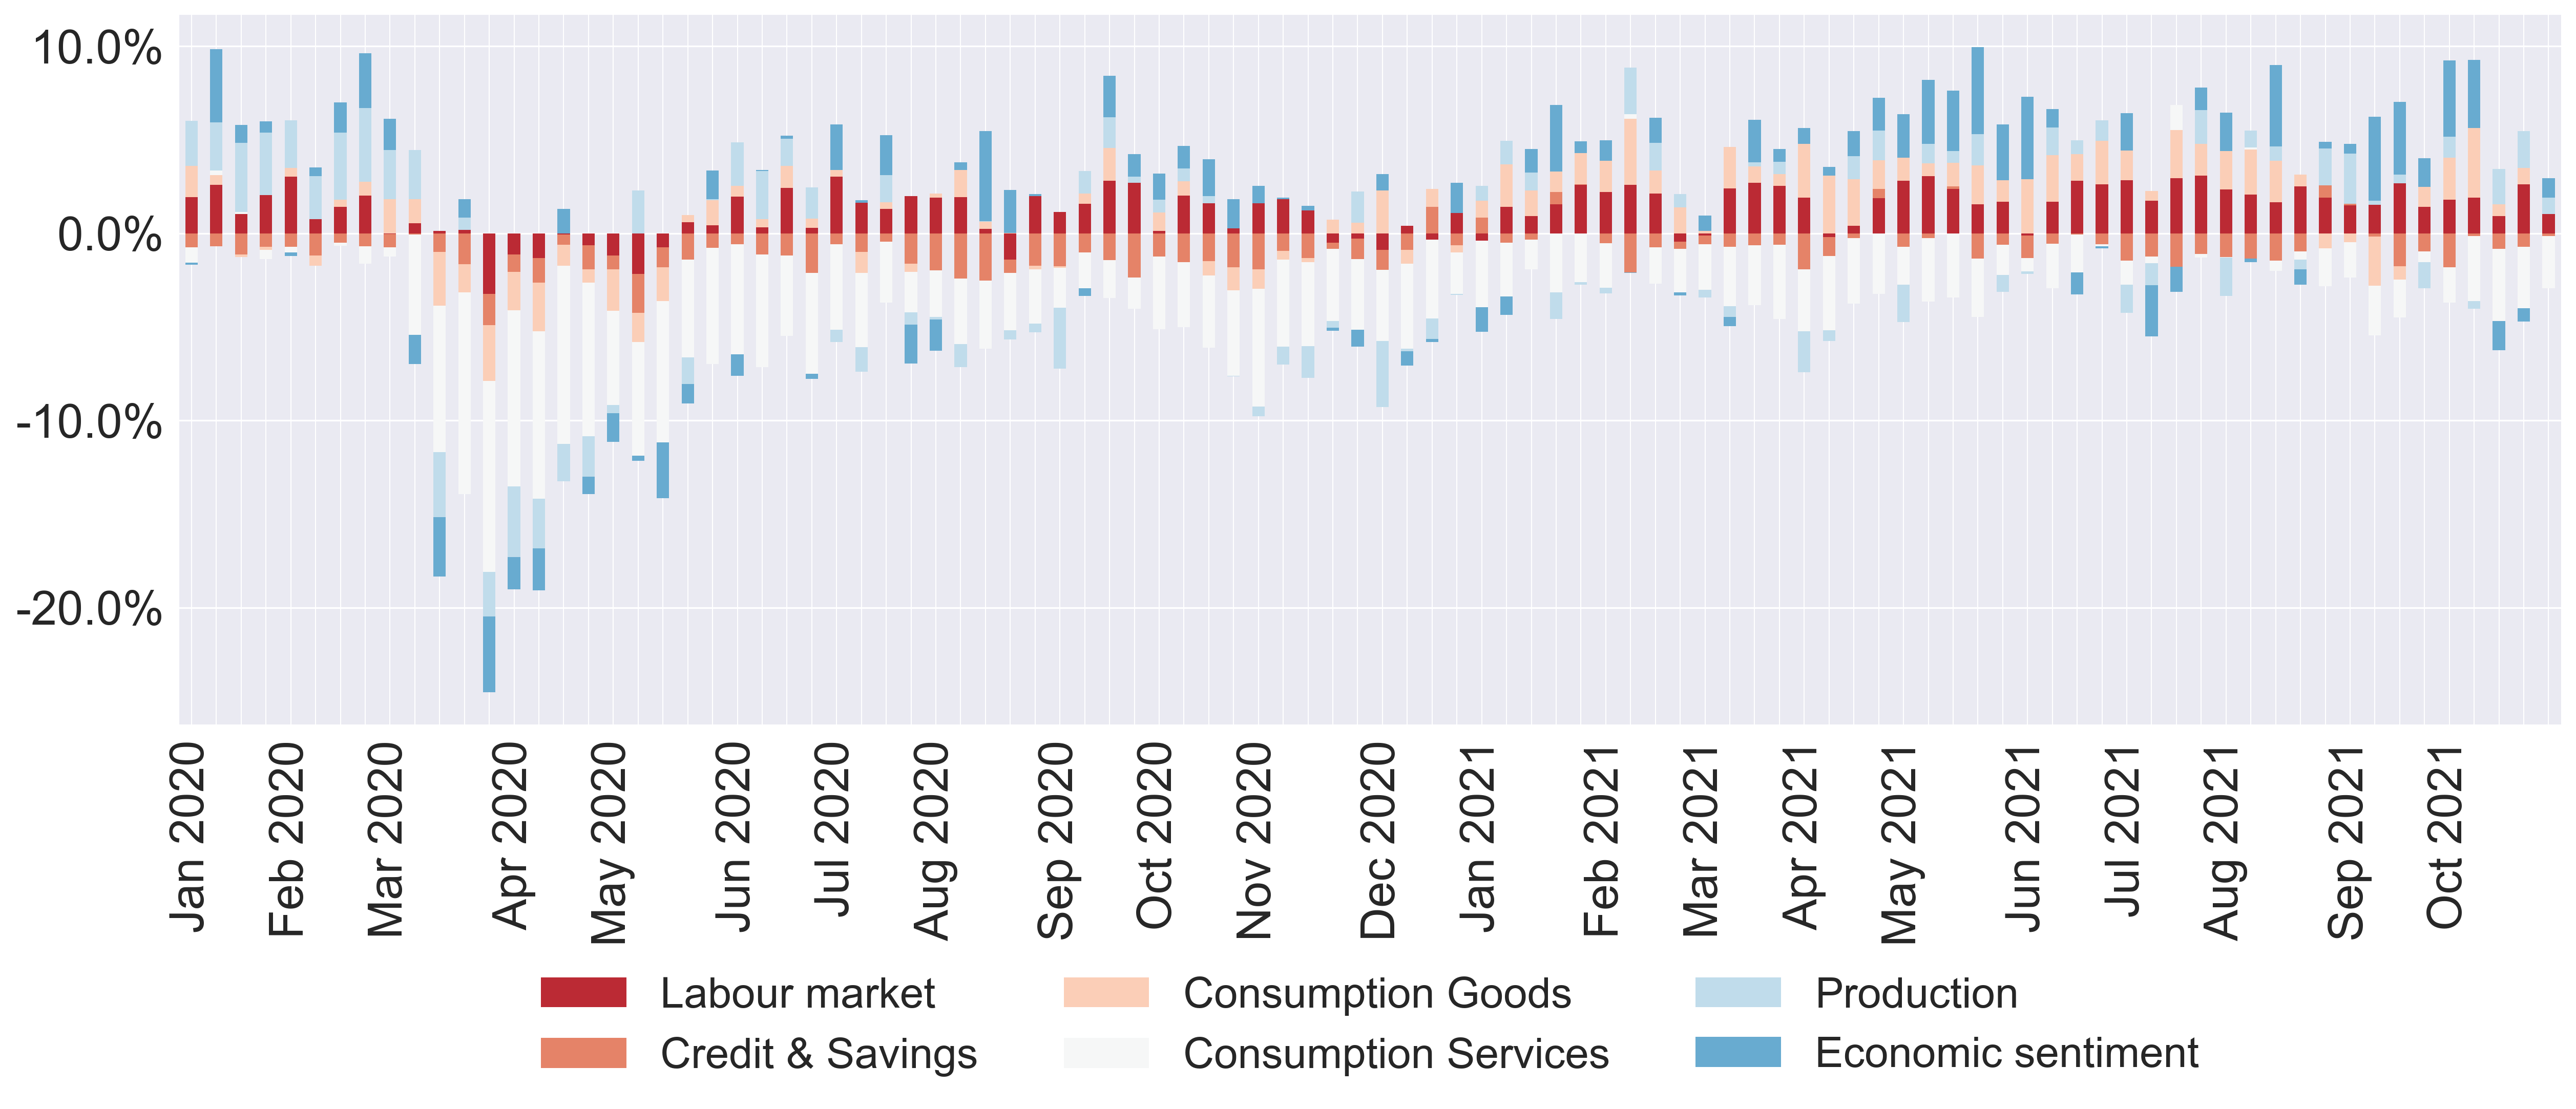 10.0%
0.0%
-10.0%
-20.0%
Jan 2020
Feb 2020
Mar 2020
Apr 2020
May 2020
Jun 2020
Jul 2020
Aug 2020
Sep 2020
Oct 2020
Nov 2020
Dec 2020
Jan 2021
Feb 2021
Mar 2021
Apr 2021
May 2021
Jun 2021
Jul 2021
Aug 2021
Sep 2021
Oct 2021
Labour market
Consumption Goods
Production
Credit & Savings
Consumption Services
Economic sentiment